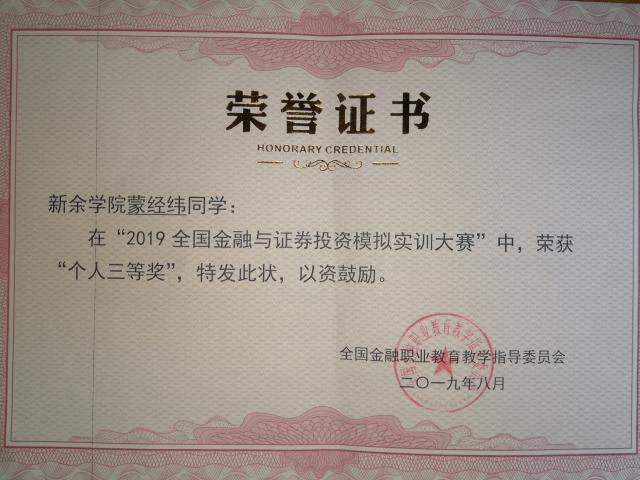 荣誉证书
HONORARY CREDENTIAL
新余学院蒙经纬同学：
在“2019 全国金融与证券投资模拟实训大赛”中，荣获
“个人三等奖”，特发此状，以资鼓励。
全国金融职业教育教学指导委员会
二〇一九年八月